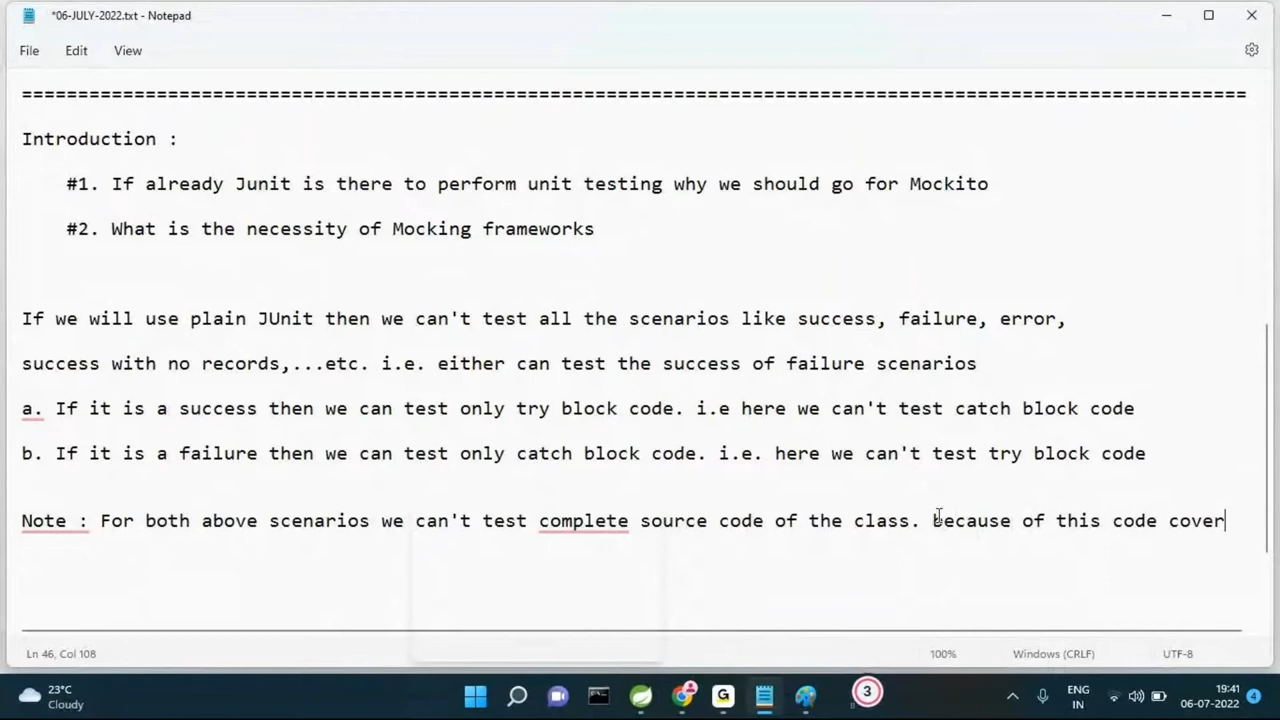 *06-JULY-2022.txt - Notepad
File Edit View
==============================================================================================================
Introduction :
#1. If already Junit is there to perform unit testing why we should go for Mockito
#2. What is the necessity of Mocking frameworks
If we will use plain JUnit then we can't test all the scenarios like success, failure, error,
success with no records,...etc. i.e. either can test the success of failure scenarios
a. If it is a success then we can test only try block code. i.e here we can't test catch block code
b. If it is a failure then we can test only catch block code. i.e. here we can't test try block code
Note : For both above scenarios we can't test complete source code of the class. because of this code cover
Ln 46, Col 108 100% Windows (CRLF) UTF-8
23°C
Cloudy
G
3
ENG
IN
19:41
06-07-2022
4